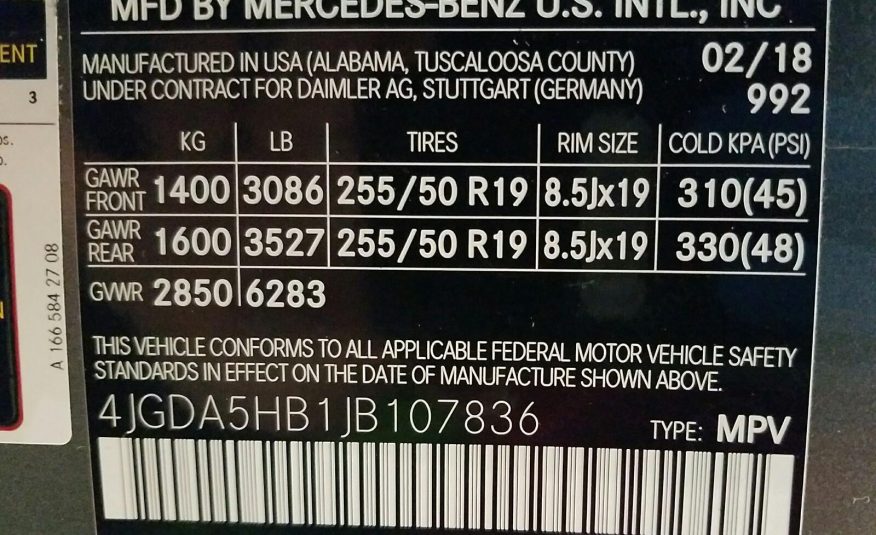 MFD BY MERCEDES-BENZ U.S. INTL., INC
MANUFACTURED IN USA (ALABAMA, TUSCALOOSA COUNTY) 02/18
UNDER CONTRACT FOR DAIMLER AG, STUTTGART (GERMANY) 992
KG LB TIRES RIM SIZE COLD KPA (PSI)
GAWR FRONT 1400 3086 255/50 R19 8.5Jx19 310(45)
GAWR REAR 1600 3527 255/50 R19 8.5Jx19 330(48)
GVWR 2850 6283
THIS VEHICLE CONFORMS TO ALL APPLICABLE FEDERAL MOTOR VEHICLE SAFETY
STANDARDS IN EFFECT ON THE DATE OF MANUFACTURE SHOWN ABOVE.
4JGDA5HB1JB107836 TYPE: MPV
ENT
3
A 166 584 27 08